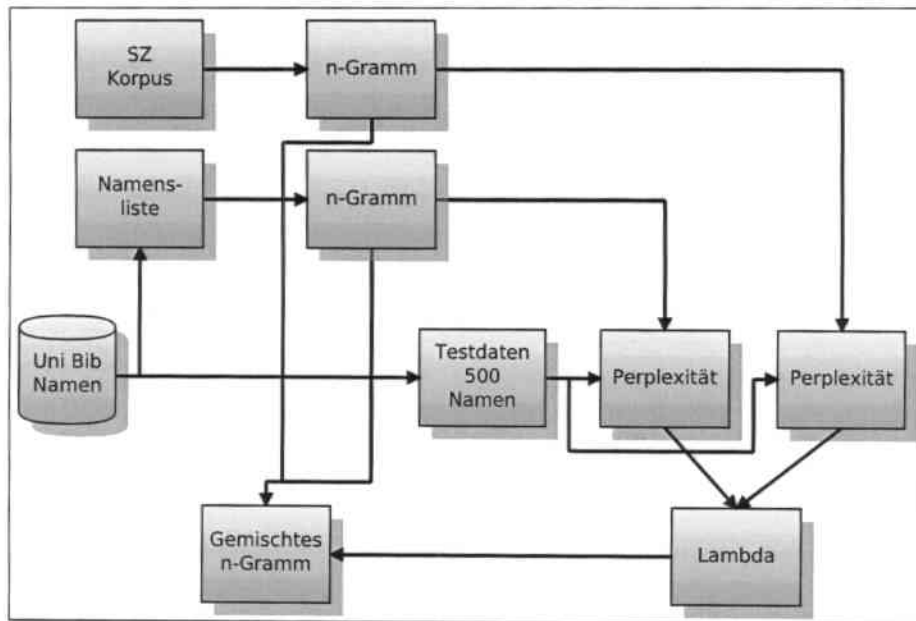 SZ
Korpus
n-Gramm
Namens-
liste
n-Gramm
Uni Bib
Namen
Testdaten
500
Namen
Perplexität
Perplexität
Gemischtes
n-Gramm
Lambda